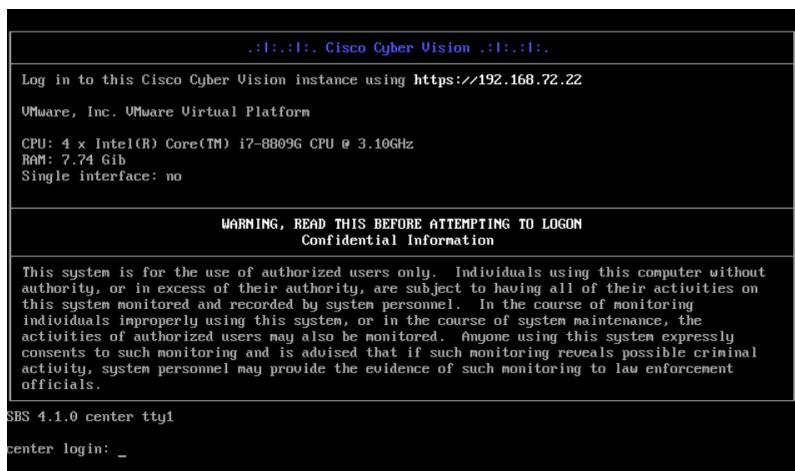 .:|:.:|:. Cisco Cyber Vision .:|:.:|:.
Log in to this Cisco Cyber Vision instance using https://192.168.72.22
VMware, Inc. VMware Virtual Platform
CPU: 4 x Intel(R) Core(TM) i7-8809G CPU @ 3.10GHz
RAM: 7.74 Gib
Single interface: no
WARNING, READ THIS BEFORE ATTEMPTING TO LOGON
Confidential Information
This system is for the use of authorized users only.  Individuals using this computer without
authority, or in excess of their authority, are subject to having all of their activities on
this system monitored and recorded by system personnel.  In the course of monitoring
individuals improperly using this system, or in the course of system maintenance, the
activities of authorized users may also be monitored.  Anyone using this system expressly
consents to such monitoring and is advised that if such monitoring reveals possible criminal
activity, system personnel may provide the evidence of such monitoring to law enforcement
officials.
SBS 4.1.0 center tty1
center login: _